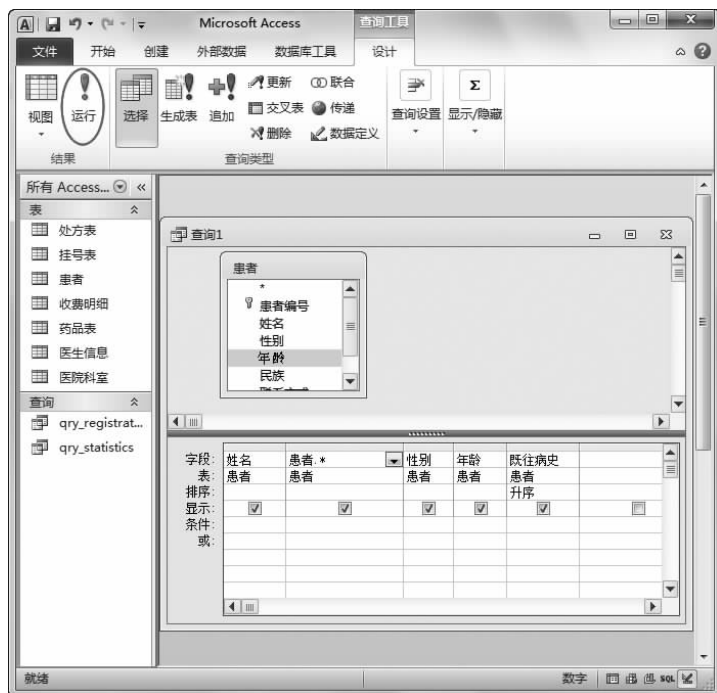 Microsoft Access
查询工具
文件 开始 创建 外部数据 数据库工具 设计
视图 运行 选择 生成表 追加
更新 联合
交叉表 传递
删除 数据定义
查询设置 显示/隐藏
结果 查询类型
所有 Access...
表
处方表
挂号表
患者
收费明细
药品表
医生信息
医院科室
查询
qry_registrat...
qry_statistics
查询1
患者
*
患者编号
姓名
性别
年龄
民族
字段: 姓名 患者.* 性别 年龄 既往病史
表: 患者 患者 患者 患者 患者
排序: 升序
显示:
条件:
或:
就绪 数字 SQL